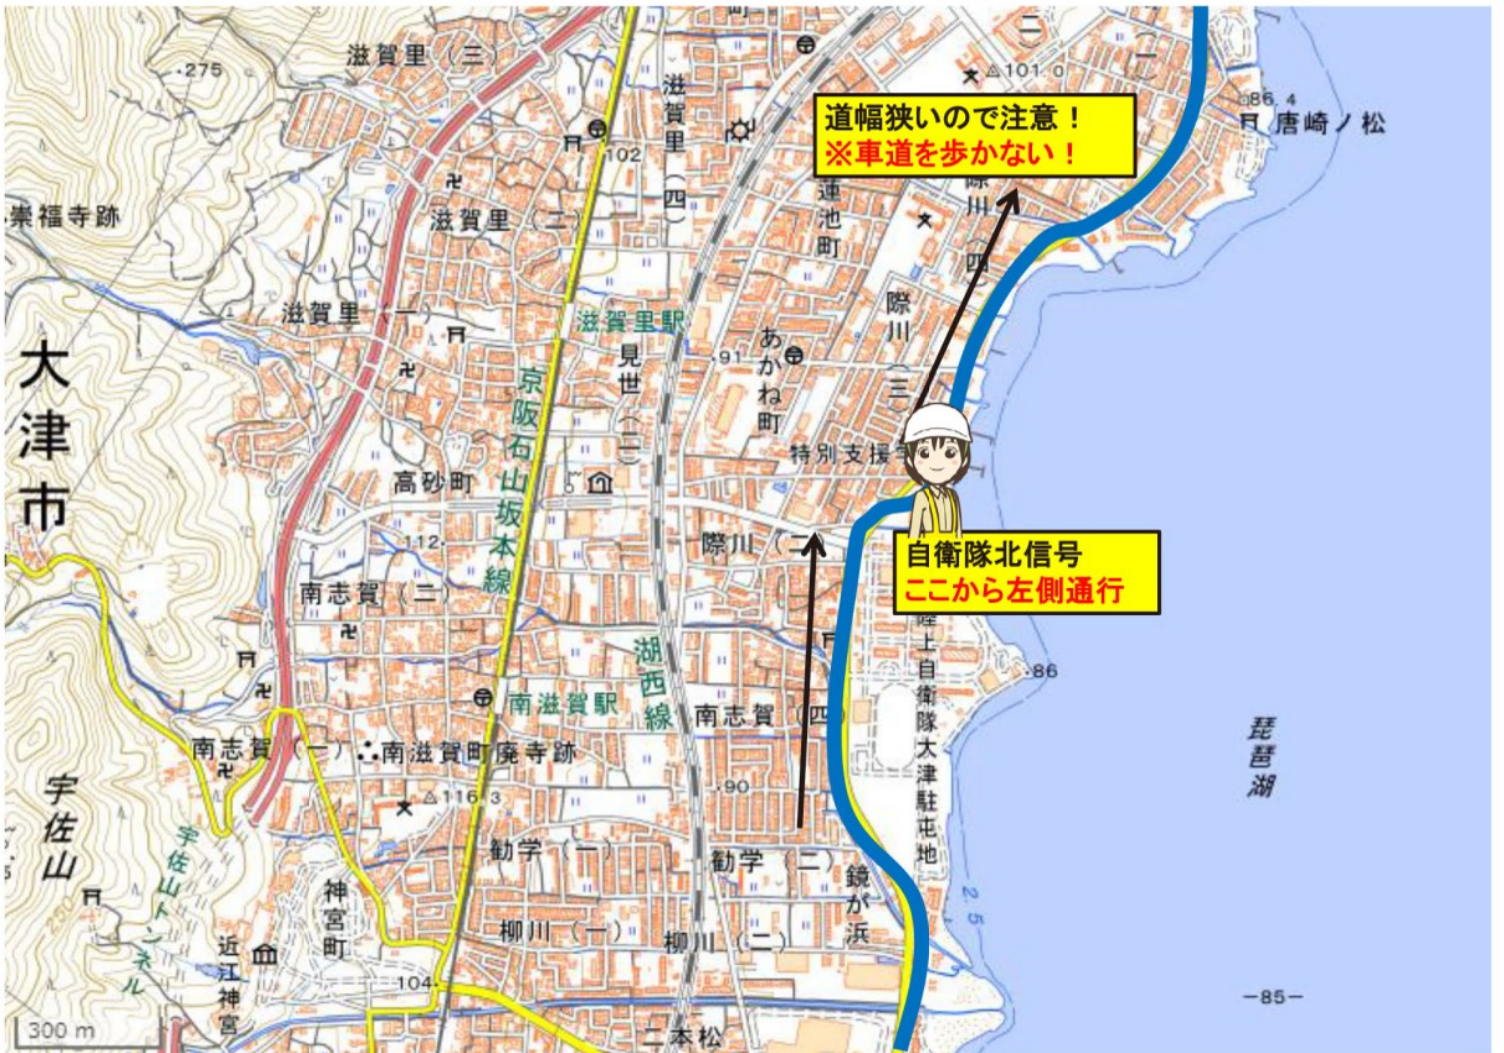 滋賀里(三)
・275
町
二
(一)
△101.0
86.4
唐崎ノ松
道幅狭いので注意!
※車道を歩かない!
滋賀里(四)
102
崇福寺跡
滋賀里(二)
蓮池町
際川(四)
滋賀里(一)
滋賀里駅
際川(三)
大津市
見世(二)
・91
あかね町
京阪石山坂本線
特別支援
高砂町
112・
際川(二)
自衛隊北信号
ここから左側通行
南志賀(二)
湖西線
陸上自衛隊大津駐屯地
・86
南滋賀駅
南志賀(四)
南志賀(一)
∴南滋賀町廃寺跡
琵琶湖
宇佐山
△116.3
・90
宇佐山トンネル
勧学(一)
勧学(二)
鏡が浜
神宮町
250
2.5
柳川(一)
柳川(二)
近江神宮
104・
-85-
300 m
二本松